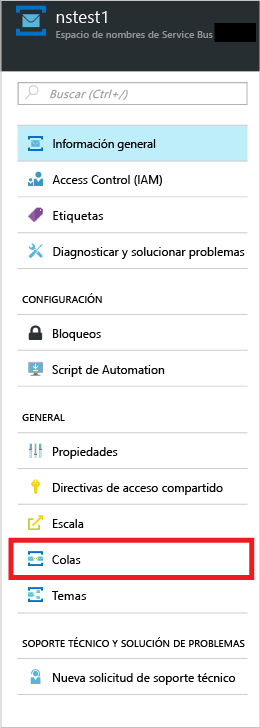 nstest1
Espacio de nombres de Service Bus
Buscar (Ctrl+/)
Información general
Access Control (IAM)
Etiquetas
Diagnosticar y solucionar problemas
CONFIGURACIÓN
Bloqueos
Script de Automation
GENERAL
Propiedades
Directivas de acceso compartido
Escala
Colas
Temas
SOPORTE TÉCNICO Y SOLUCIÓN DE PROBLEMAS
Nueva solicitud de soporte técnico